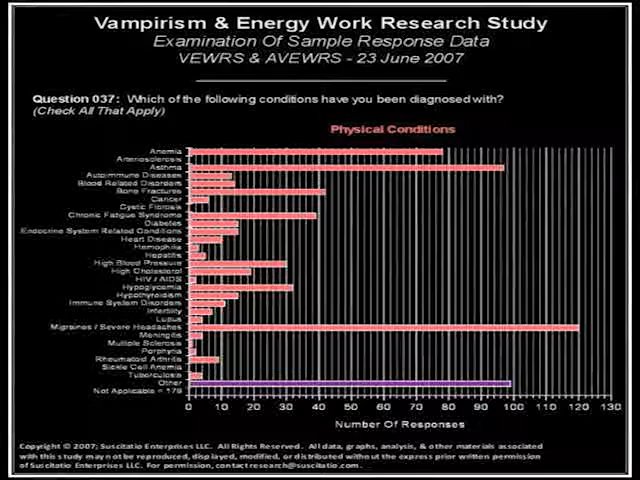 Vampirism & Energy Work Research Study
Examination Of Sample Response Data
VEWRS & AVEWRS - 23 June 2007
Question 037: Which of the following conditions have you been diagnosed with?
(Check All That Apply)
Physical Conditions
Anemia
Arteriosclerosis
Asthma
Autoimmune Diseases
Blood Related Disorders
Bone Fractures
Cancer
Cystic Fibrosis
Chronic Fatgue Syndrome
Diabetes
Endocrine System Related Conditions
Heart Disease
Hemophilia
Hepatitis
High Blood Pressure
High Cholesterol
HIV / AIDS
Hypoglycemia
Hypothyroidism
Immune System Disorders
Infertility
Lupus
Migraines / Severe Headaches
Meningitis
Multiple Sclerosis
Porphyria
Rheumatoid Arthritis
Sickle Cell Anemia
Tuberculosis
Other
Not Applicable = 179
0 10 20 30 40 50 60 70 80 90 100 110 120 130
Number Of Responses
Copyright © 2007; Suscitatio Enterprises LLC. All Rights Reserved. All data, graphs, analysis, & other materials associated
with this study may not be reproduced, displayed, modified, or distributed without the express prior written permission
of Suscitatio Enterprises LLC. For permission, contact research@suscitatio.com.